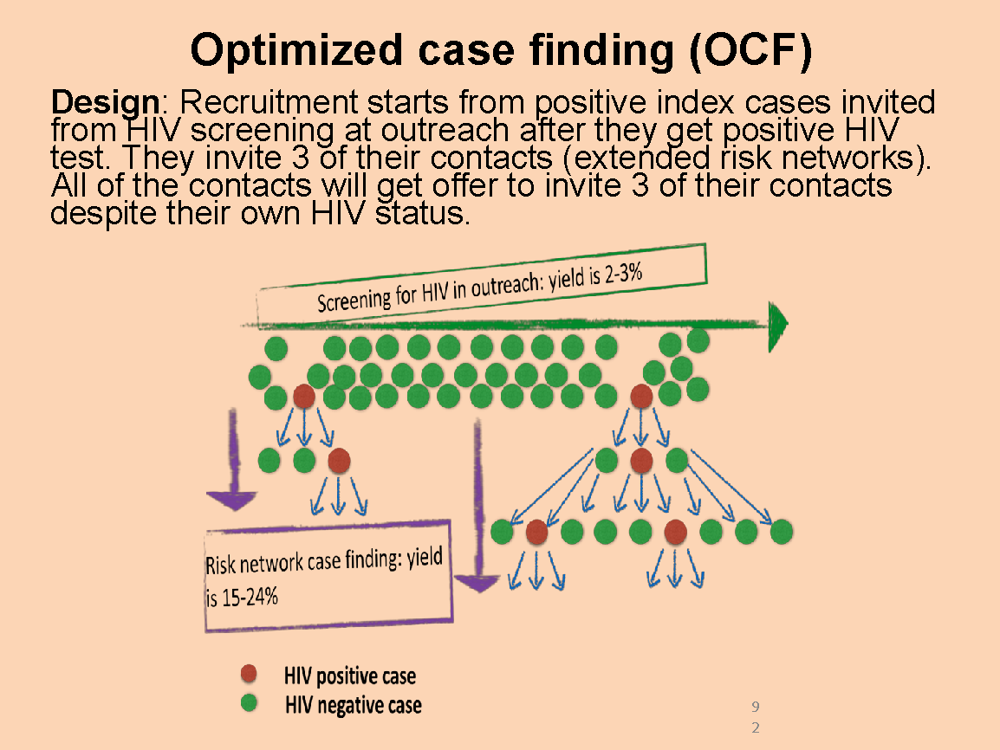 Optimized case finding (OCF)
Design: Recruitment starts from positive index cases invited
from HIV screening at outreach after they get positive HIV
test. They invite 3 of their contacts (extended risk networks).
All of the contacts will get offer to invite 3 of their contacts
despite their own HIV status.
Screening for HIV in outreach: yield is 2-3%
Risk network case finding: yield
is 15-24%
HIV positive case
HIV negative case
9
2